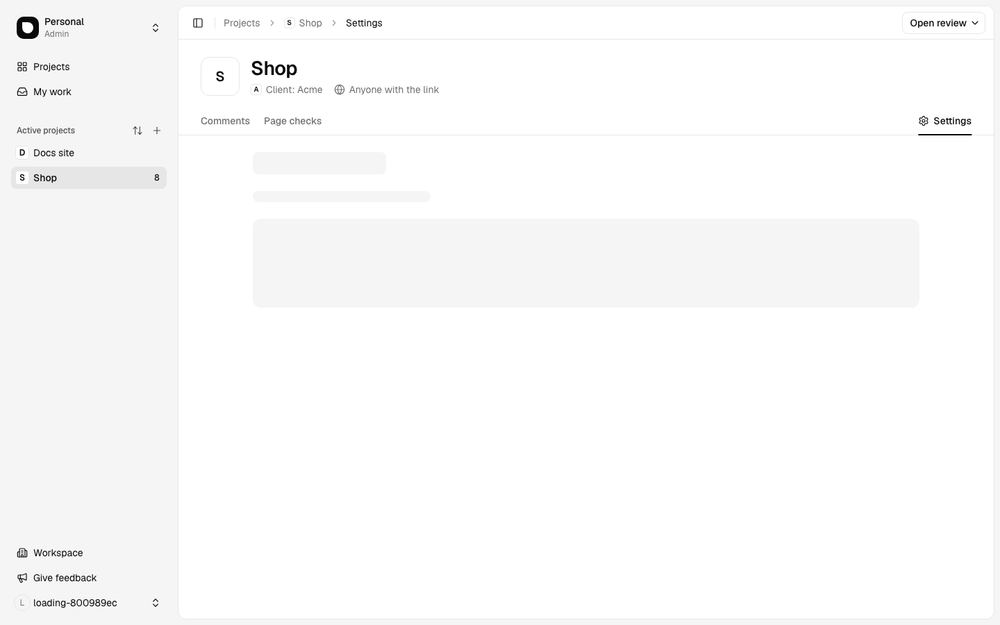 Personal
Admin
Projects
My work
Active projects
D Docs site
S Shop 8
Workspace
Give feedback
L loading-800989ec
Projects > S Shop > Settings
Open review
S
Shop
A Client: Acme Anyone with the link
Comments Page checks
Settings